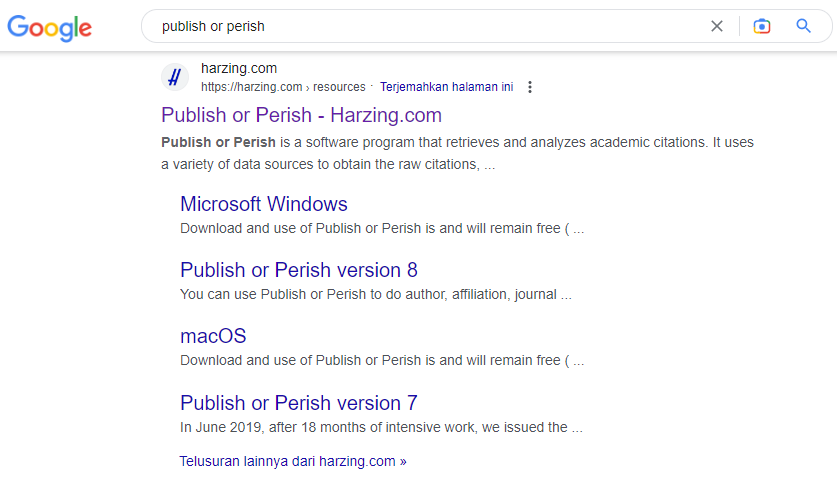 Google
publish or perish
harzing.com
https://harzing.com › resources · Terjemahkan halaman ini
Publish or Perish - Harzing.com
Publish or Perish is a software program that retrieves and analyzes academic citations. It uses
a variety of data sources to obtain the raw citations, ...
Microsoft Windows
Download and use of Publish or Perish is and will remain free ( ...
Publish or Perish version 8
You can use Publish or Perish to do author, affiliation, journal ...
macOS
Download and use of Publish or Perish is and will remain free ( ...
Publish or Perish version 7
In June 2019, after 18 months of intensive work, we issued the ...
Telusuran lainnya dari harzing.com »